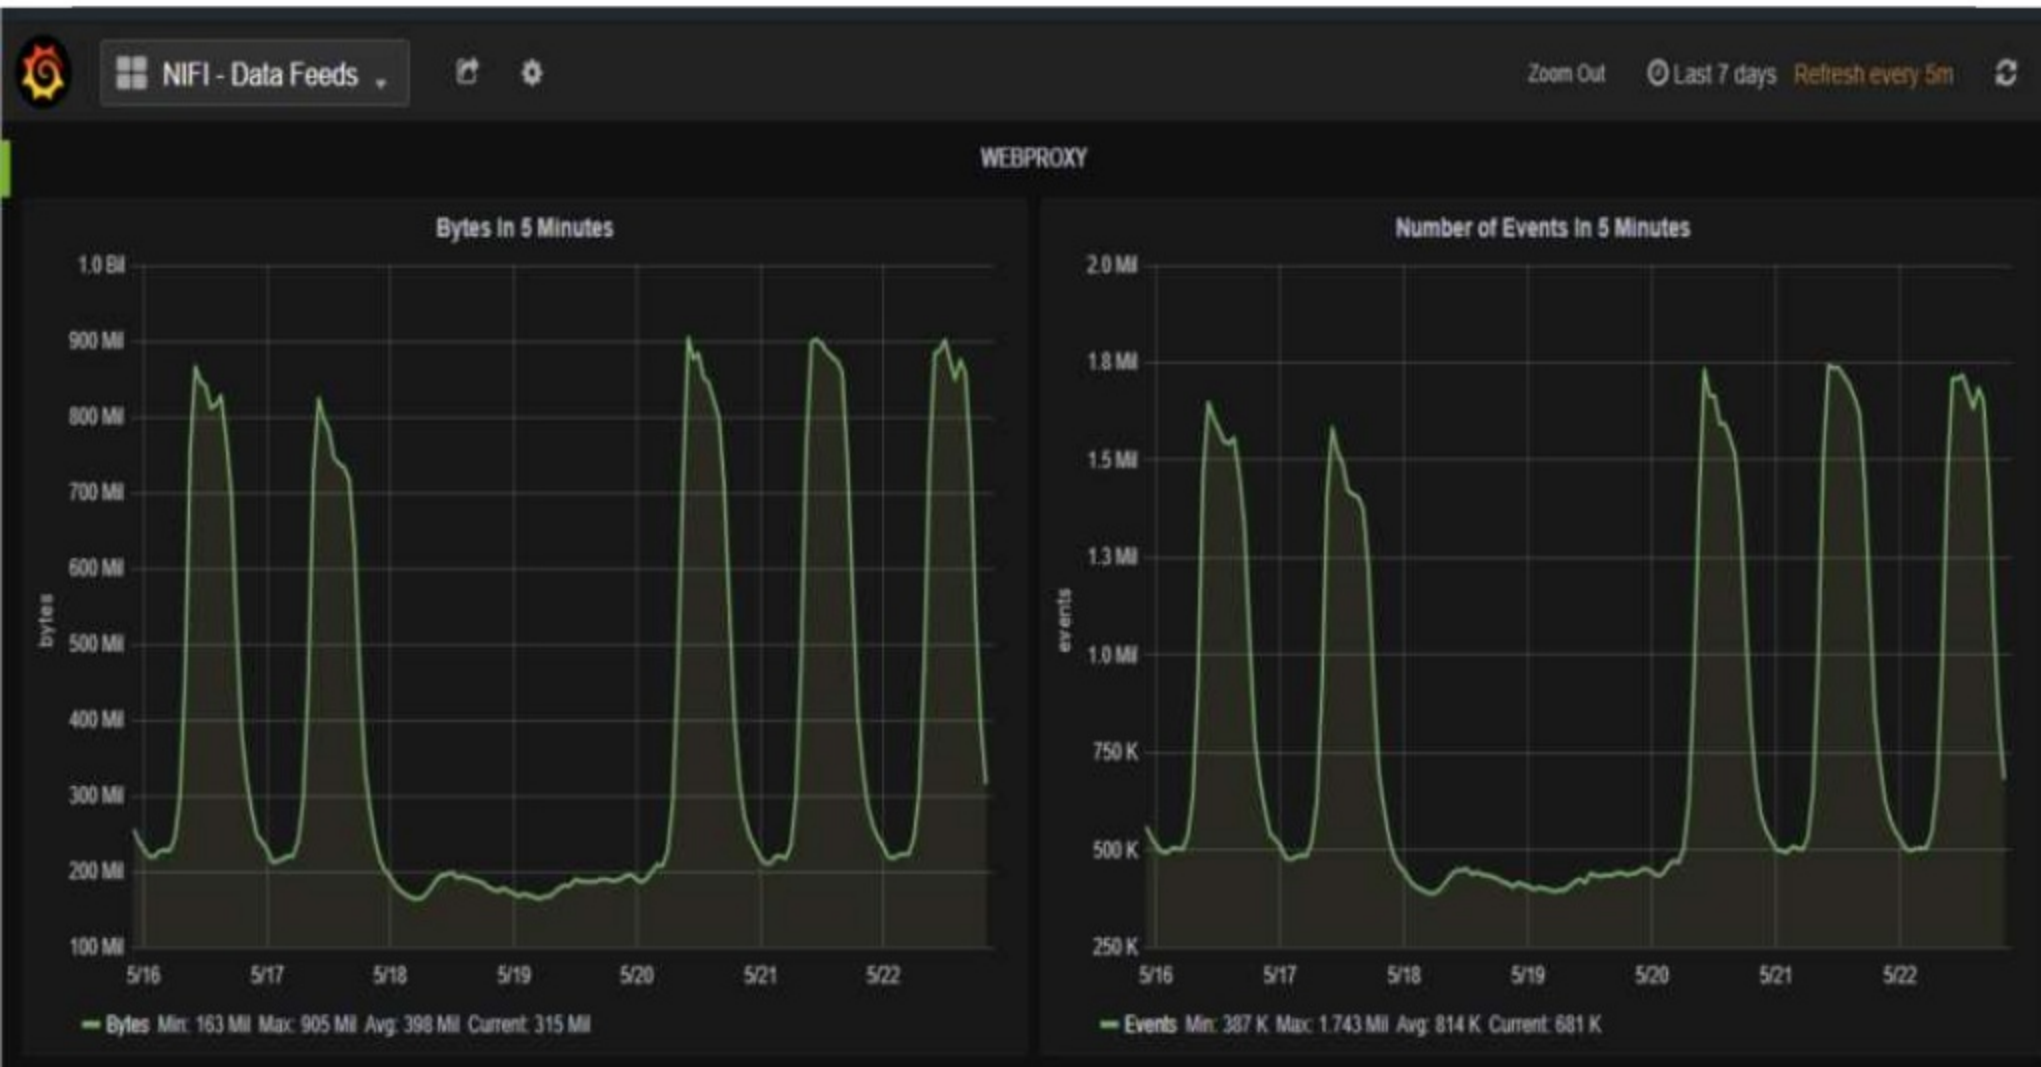 NIFI - Data Feeds
Zoom Out Last 7 days Refresh every 5m
WEBPROXY
Bytes In 5 Minutes
1.0 Bil
900 Mil
800 Mil
700 Mil
600 Mil
500 Mil
400 Mil
300 Mil
200 Mil
100 Mil
bytes
5/16 5/17 5/18 5/19 5/20 5/21 5/22
Bytes Min: 163 Mil Max: 905 Mil Avg: 398 Mil Current: 315 Mil
Number of Events In 5 Minutes
2.0 Mil
1.8 Mil
1.5 Mil
1.3 Mil
1.0 Mil
750 K
500 K
250 K
events
5/16 5/17 5/18 5/19 5/20 5/21 5/22
Events Min: 387 K Max: 1.743 Mil Avg: 814 K Current: 681 K